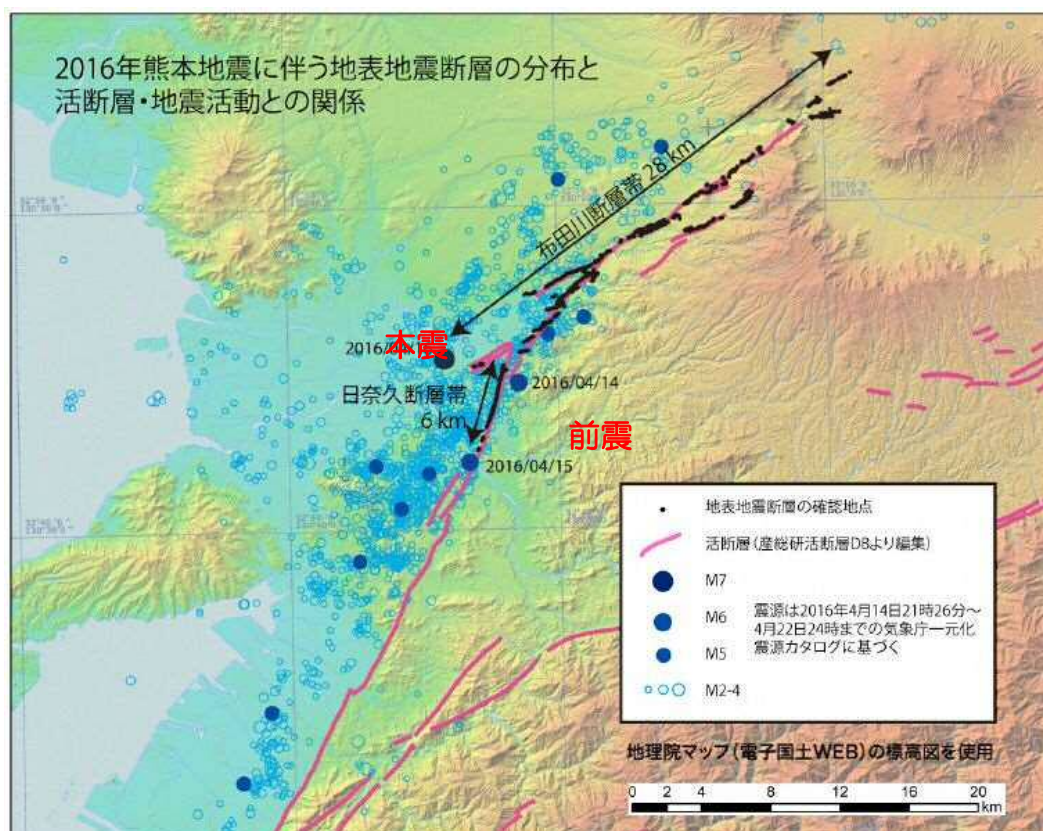 2016年熊本地震に伴う地表地震断層の分布と
活断層・地震活動との関係
布田川断層帯 28 km
本震
2016/04/1
2016/04/14
日奈久断層帯
6 km
前震
2016/04/15
地表地震断層の確認地点
活断層(産総研活断層DBより編集)
M7
M6
震源は2016年4月14日21時26分~
4月22日24時までの気象庁一元化
震源カタログに基づく
M5
M2-4
地理院マップ(電子国土WEB)の標高図を使用
0 2 4 8 12 16 20
km